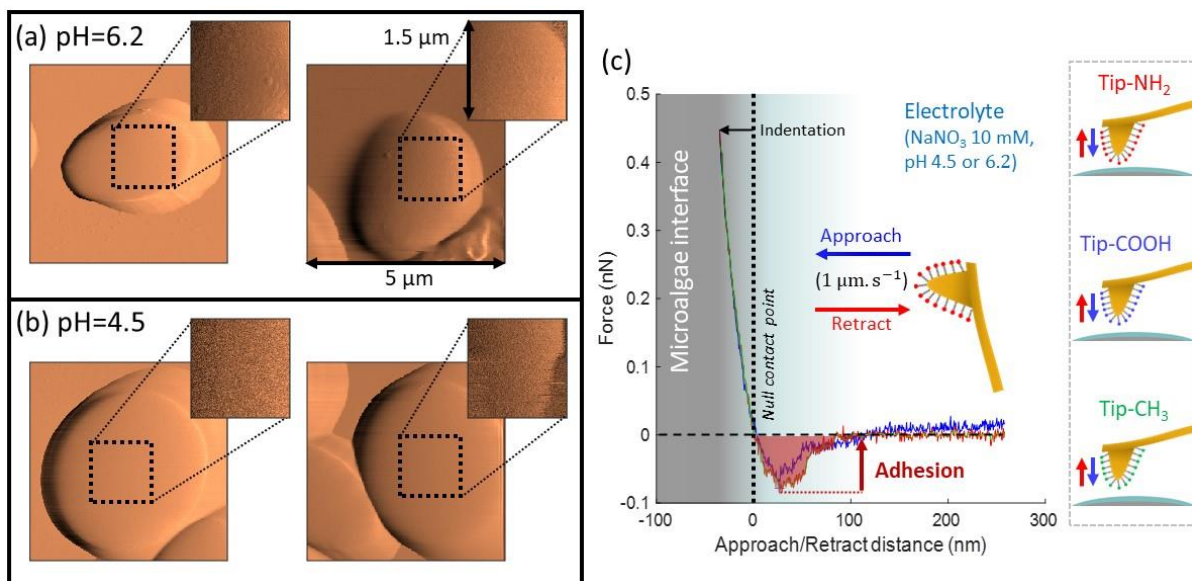 (a) pH=6.2
1.5 µm
5 µm
(b) pH=4.5
(c)
0.5
0.4
0.3
0.2
0.1
0
-0.1
-100
0
100
200
300
Force (nN)
Approach/Retract distance (nm)
Microalgae interface
Indentation
Null contact point
Electrolyte
(NaNO₃ 10 mM,
pH 4.5 or 6.2)
Approach
(1 μm. s⁻¹)
Retract
Adhesion
Tip-NH₂
Tip-COOH
Tip-CH₃